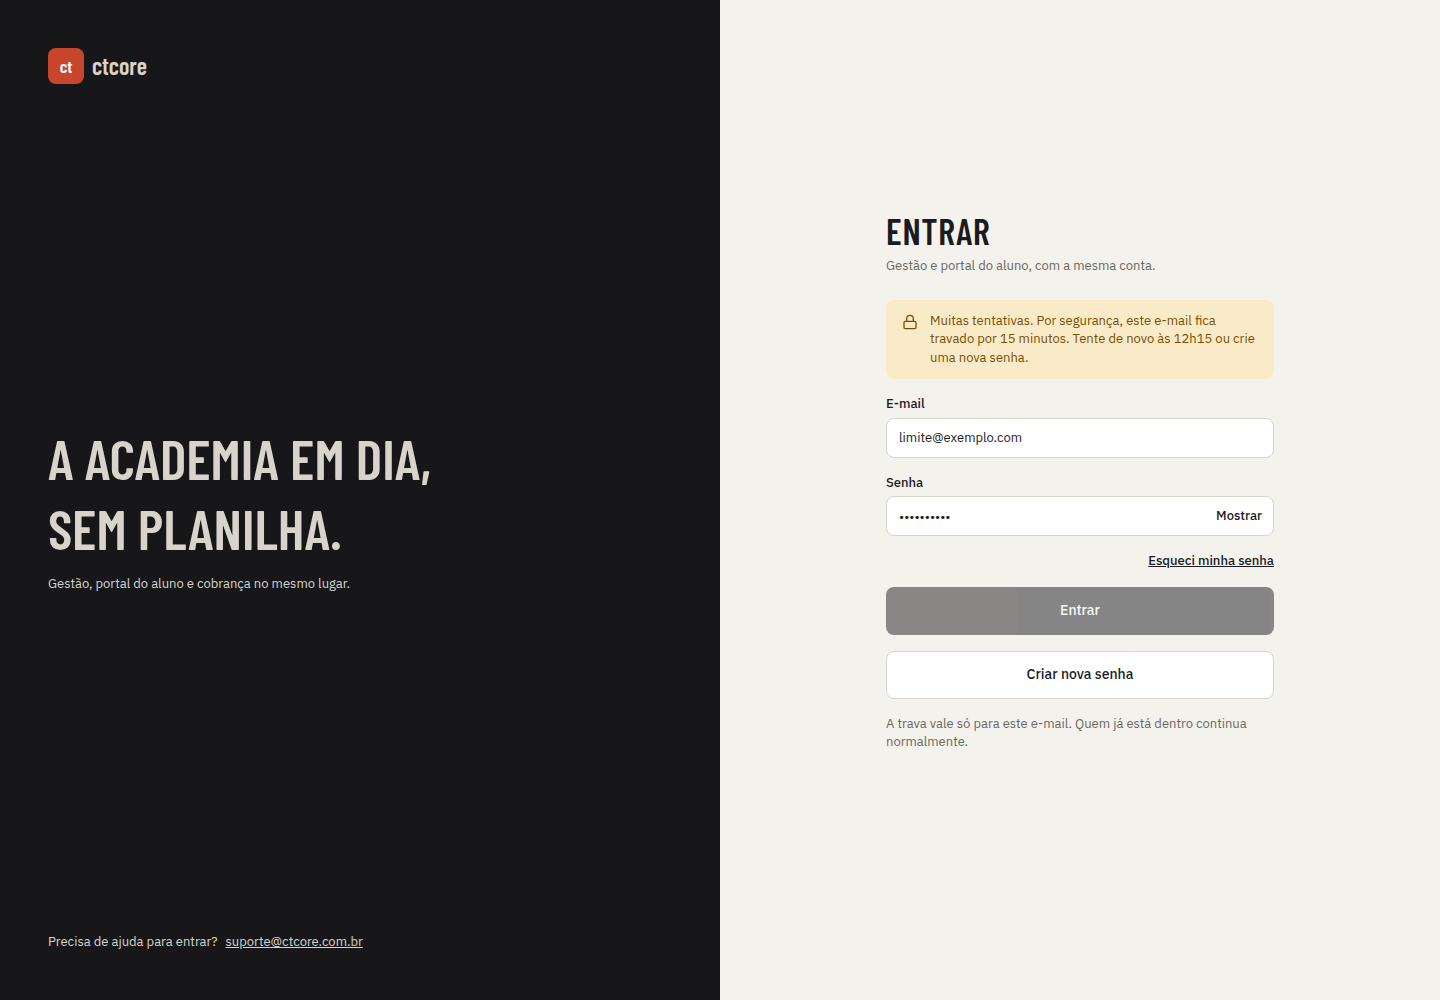 ct ctcore
A ACADEMIA EM DIA,
SEM PLANILHA.
Gestão, portal do aluno e cobrança no mesmo lugar.
Precisa de ajuda para entrar? suporte@ctcore.com.br
ENTRAR
Gestão e portal do aluno, com a mesma conta.
Muitas tentativas. Por segurança, este e-mail fica
travado por 15 minutos. Tente de novo às 12h15 ou crie
uma nova senha.
E-mail
limite@exemplo.com
Senha
•••••••••• Mostrar
Esqueci minha senha
Entrar
Criar nova senha
A trava vale só para este e-mail. Quem já está dentro continua
normalmente.